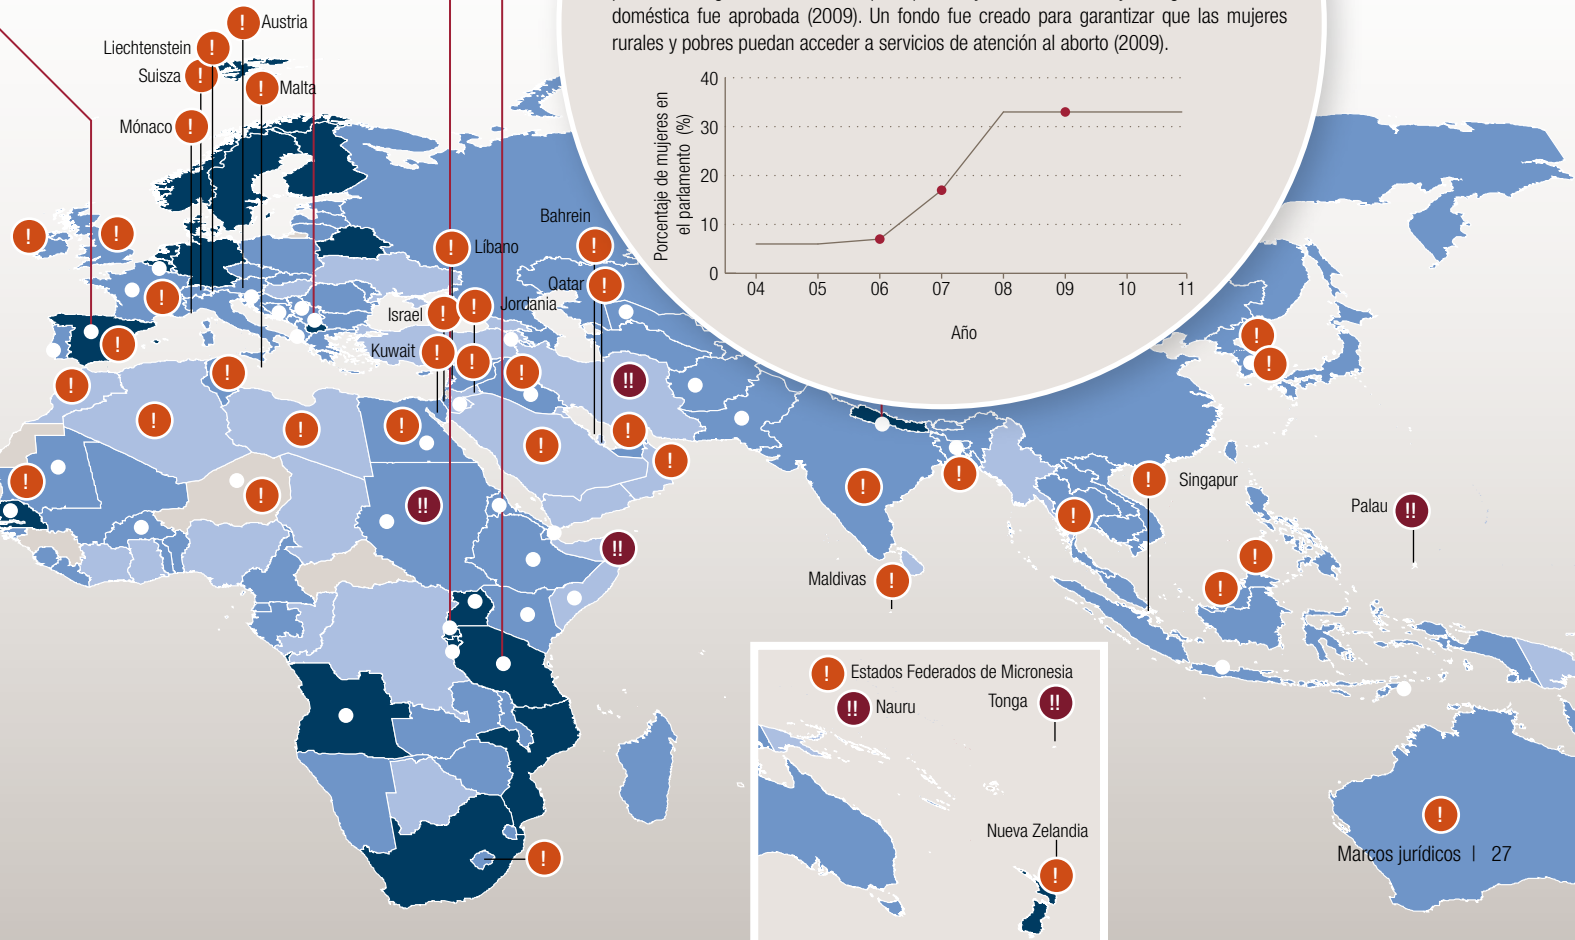 doméstica fue aprobada (2009). Un fondo fue creado para garantizar que las mujeres
rurales y pobres puedan acceder a servicios de atención al aborto (2009).
Porcentaje de mujeres en
el parlamento (%)
40
30
20
10
0
04 05 06 07 08 09 10 11
Año
Austria
Liechtenstein
Suisza
Malta
Mónaco
Bahrein
Líbano
Qatar
Jordania
Israel
Kuwait
Singapur
Palau
Maldivas
Estados Federados de Micronesia
Nauru
Tonga
Nueva Zelandia
Marcos jurídicos | 27